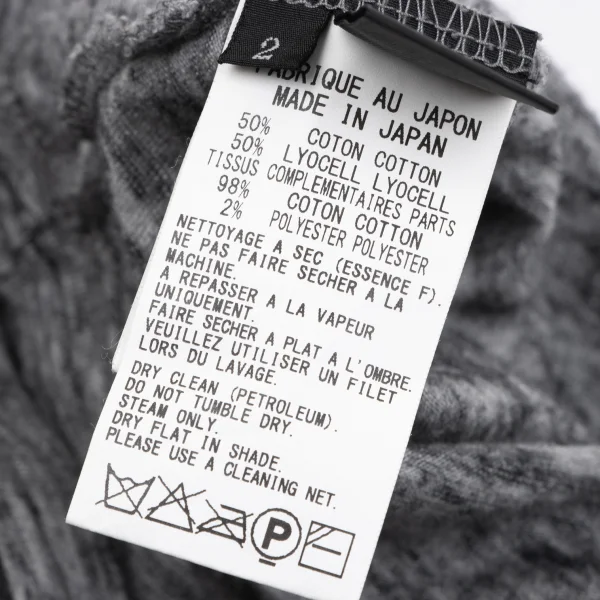 2
FABRIQUE AU JAPON
MADE IN JAPAN
50% COTON COTTON
50% LYOCELL LYOCELL
TISSUS COMPLEMENTAIRES PARTS
98% COTON COTTON
2% POLYESTER POLYESTER
NETTOYAGE A SEC (ESSENCE F).
NE PAS FAIRE SECHER A LA
MACHINE.
A REPASSER A LA VAPEUR
UNIQUEMENT.
FAIRE SECHER A PLAT A L'OMBRE.
VEUILLEZ UTILISER UN FILET
LORS DU LAVAGE.
DRY CLEAN (PETROLEUM).
DO NOT TUMBLE DRY.
STEAM ONLY.
DRY FLAT IN SHADE.
PLEASE USE A CLEANING NET.
P